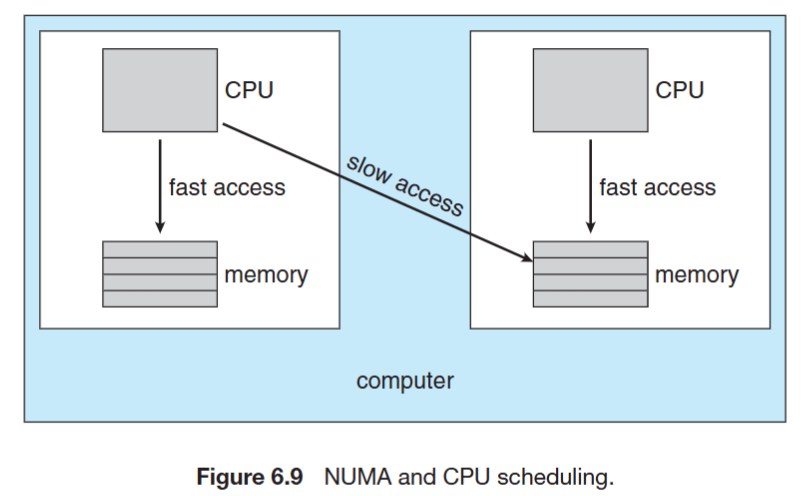 CPU
CPU
fast access
slow access
fast access
memory
memory
computer
Figure 6.9 NUMA and CPU scheduling.